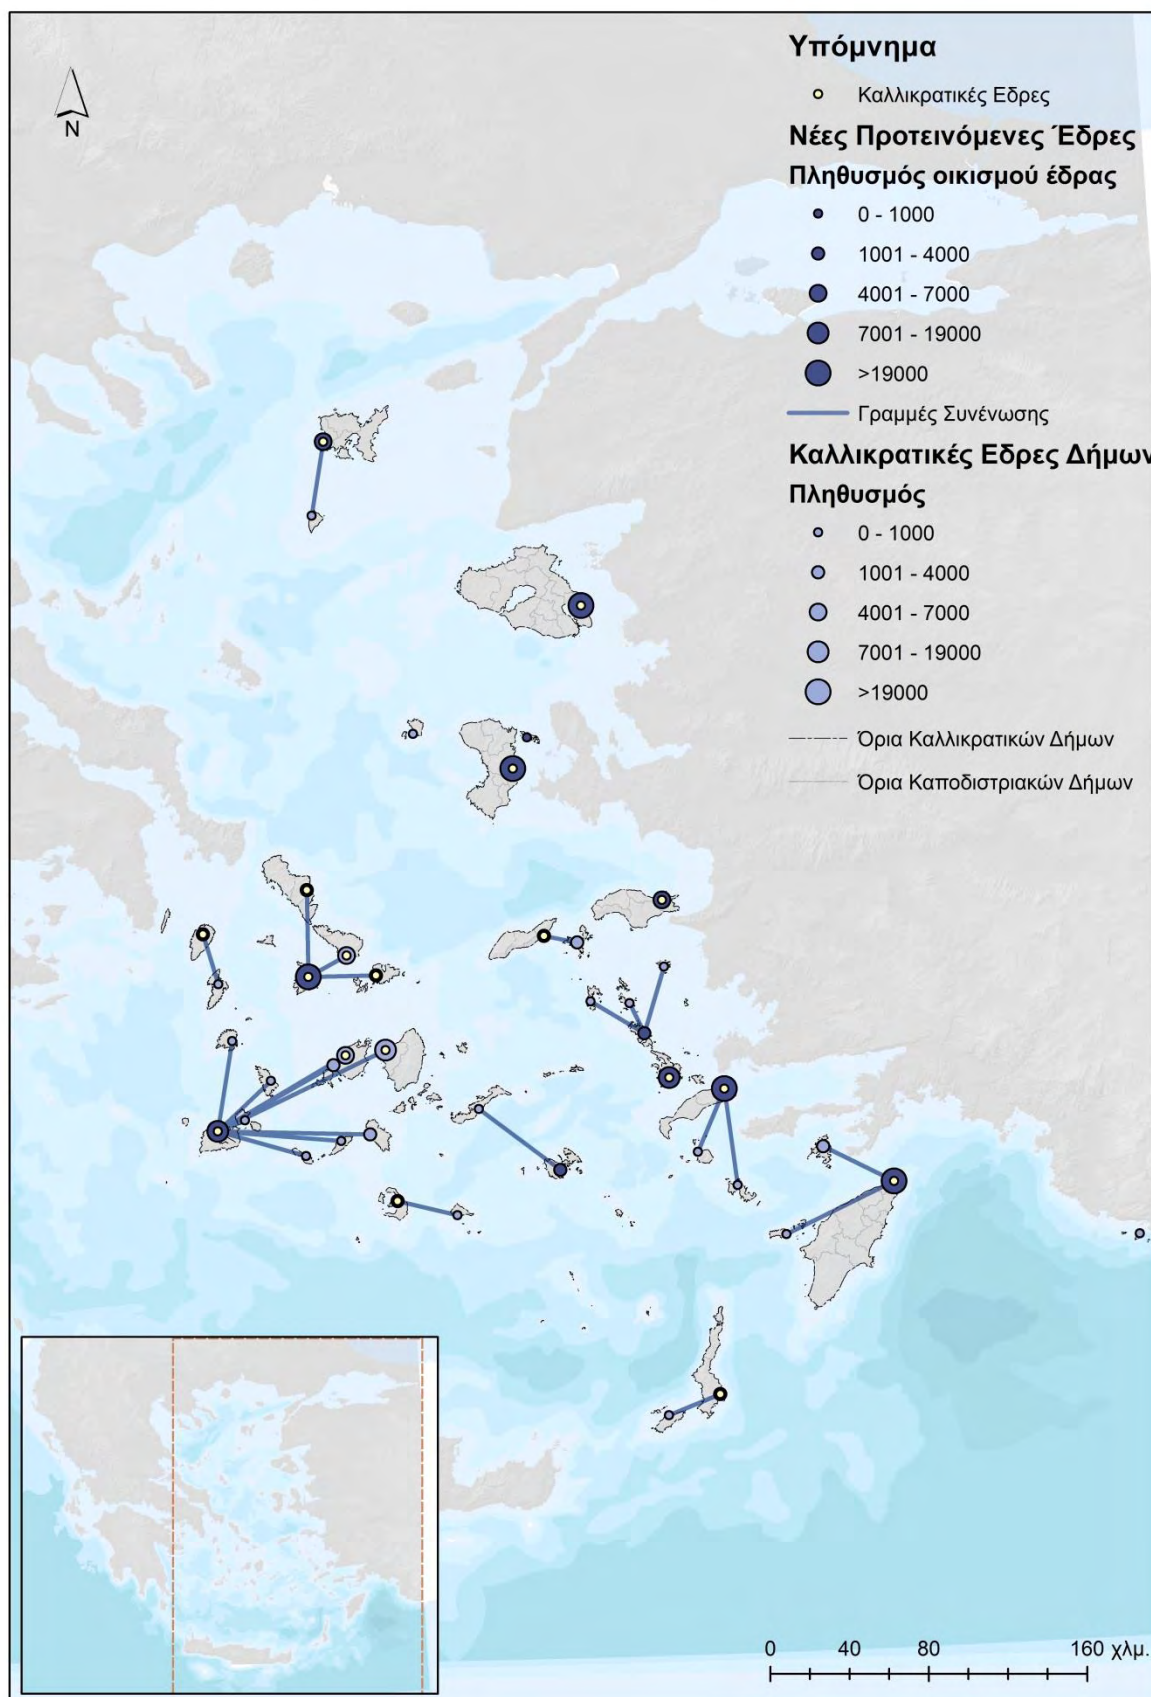 Υπόμνημα
Καλλικρατικές Εδρες
Νέες Προτεινόμενες Έδρες
Πληθυσμός οικισμού έδρας
0 - 1000
1001 - 4000
4001 - 7000
7001 - 19000
>19000
Γραμμές Συνένωσης
Καλλικρατικές Εδρες Δήμων
Πληθυσμός
0 - 1000
1001 - 4000
4001 - 7000
7001 - 19000
>19000
Όρια Καλλικρατικών Δήμων
Όρια Καποδιστριακών Δήμων
N
0 40 80 160 χλμ.